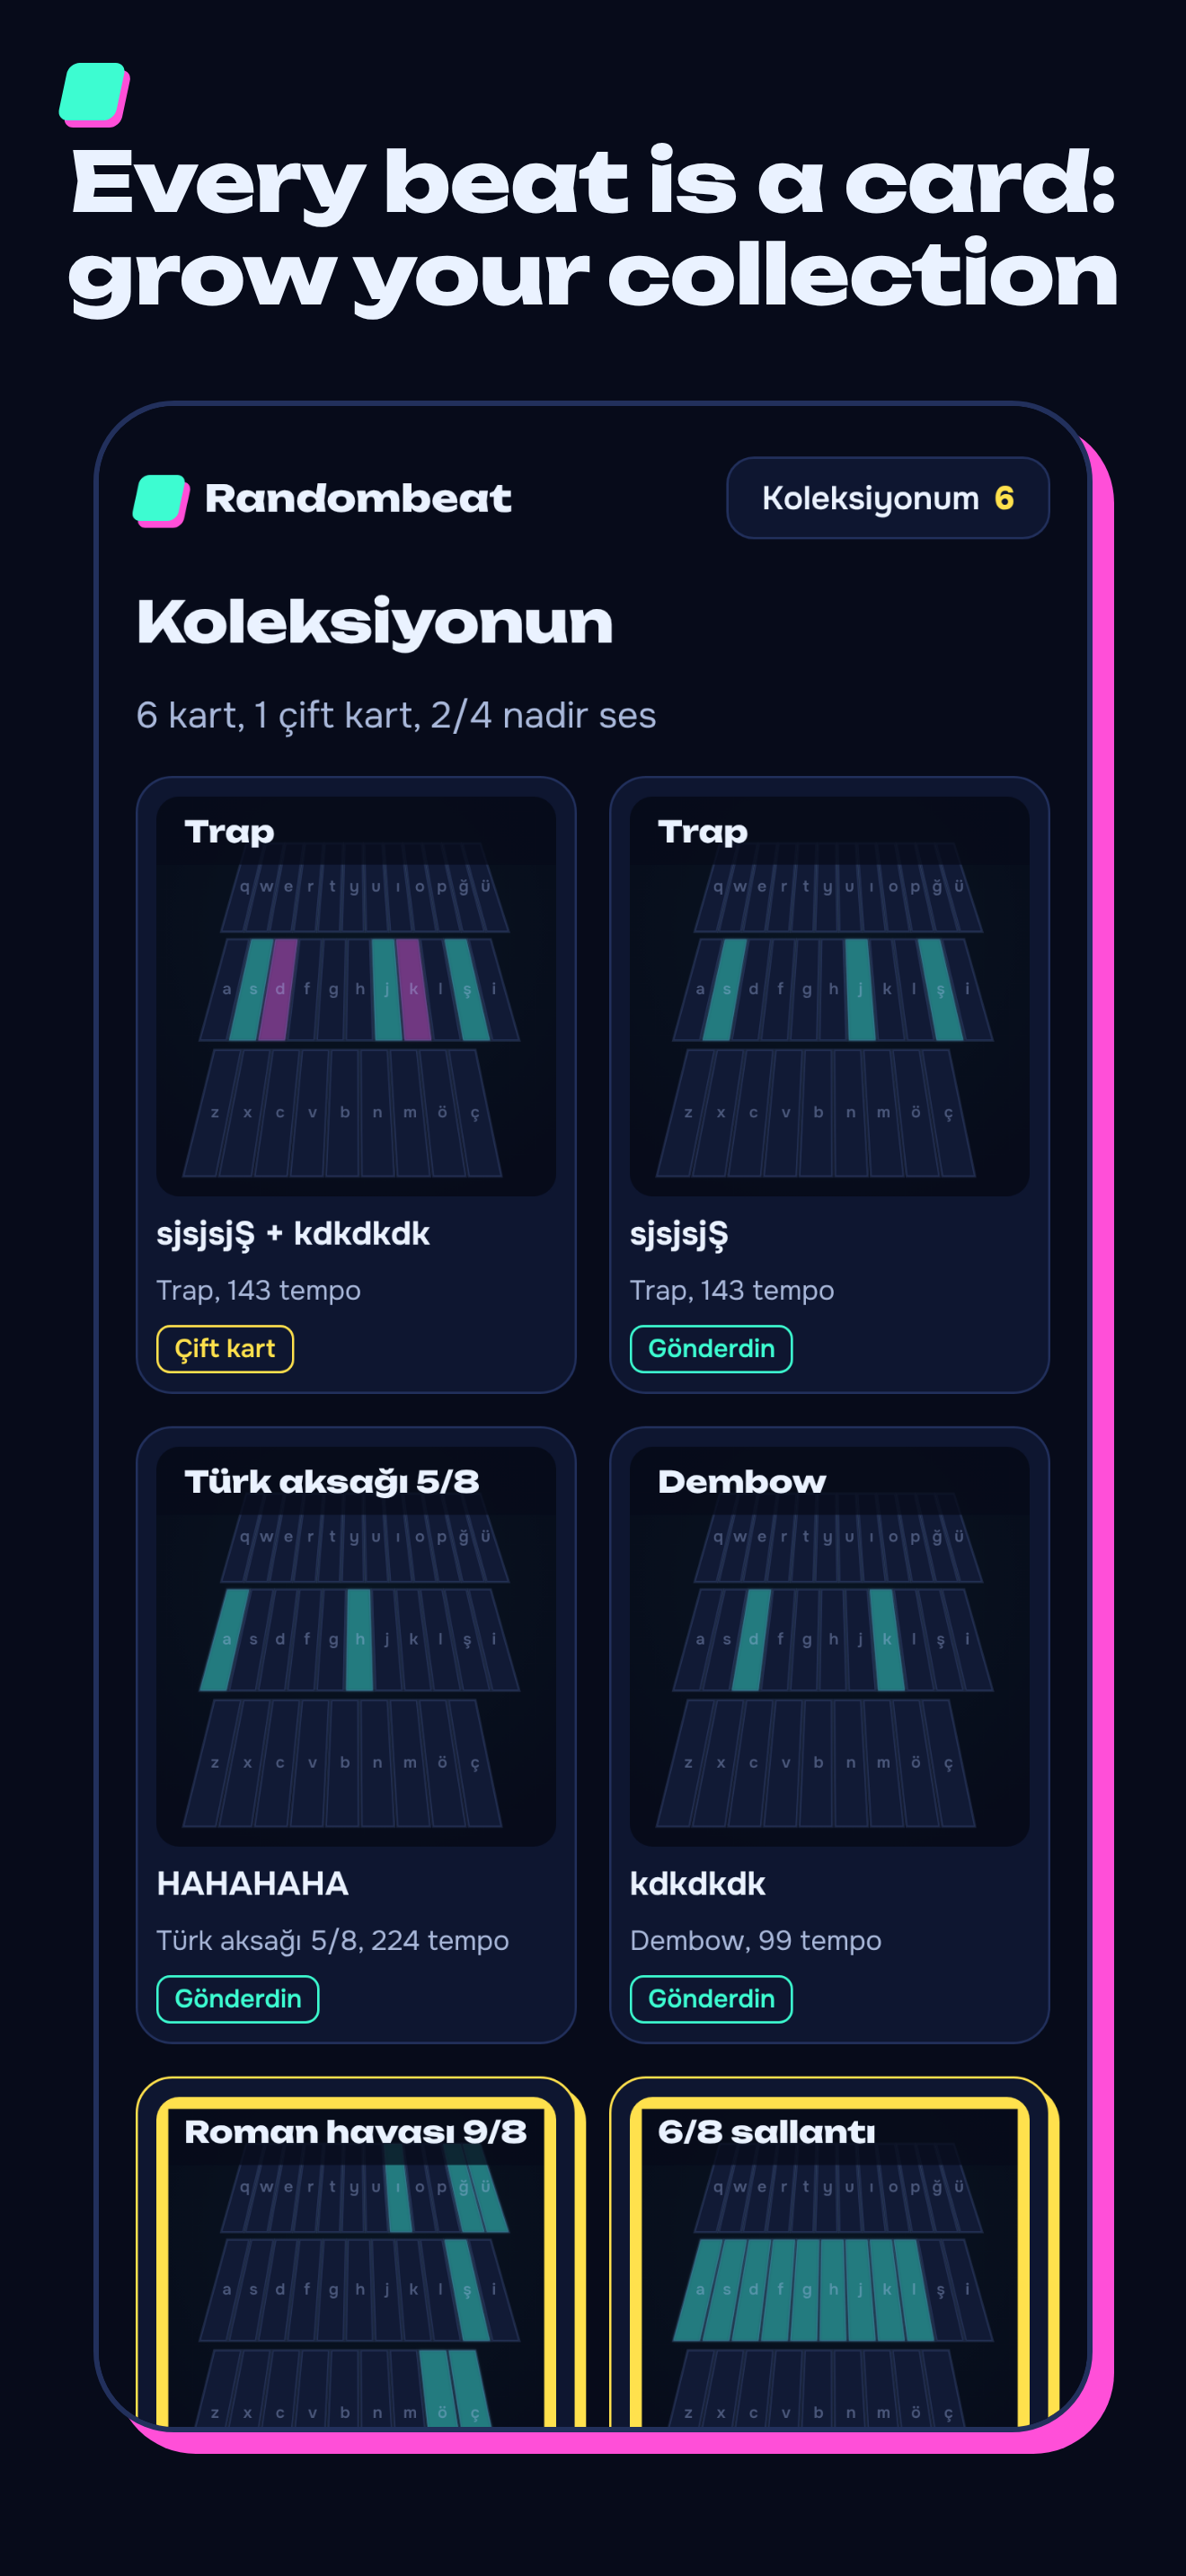 Every beat is a card:
grow your collection
Randombeat
Koleksiyonum 6
Koleksiyonun
6 kart, 1 çift kart, 2/4 nadir ses
Trap
q w e r t y u ı o p ğ ü
a s d f g h j k l ş i
z x c v b n m ö ç
sjsjsjŞ + kdkdkdk
Trap, 143 tempo
Çift kart
Trap
q w e r t y u ı o p ğ ü
a s d f g h j k l ş i
z x c v b n m ö ç
sjsjsjŞ
Trap, 143 tempo
Gönderdin
Türk aksağı 5/8
q w e r t y u ı o p ğ ü
a s d f g h j k l ş i
z x c v b n m ö ç
HAHAHAHA
Türk aksağı 5/8, 224 tempo
Gönderdin
Dembow
q w e r t y u ı o p ğ ü
a s d f g h j k l ş i
z x c v b n m ö ç
kdkdkdk
Dembow, 99 tempo
Gönderdin
Roman havası 9/8
q w e r t y u ı o p ğ ü
a s d f g h j k l ş i
z x c v b n m ö ç
6/8 sallantı
q w e r t y u ı o p ğ ü
a s d f g h j k l ş i
z x c v b n m ö ç